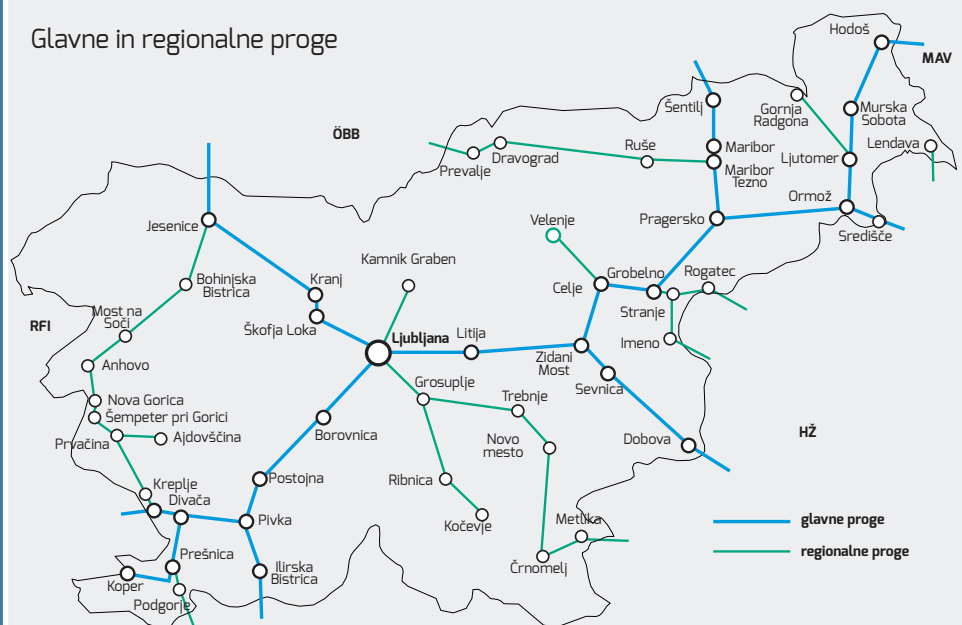 Glavne in regionalne proge
Hodoš
MAV
Šentilj
Gornja
Radgona
Murska
Sobota
ÖBB
Ruše
Maribor
Lendava
Prevalje
Dravograd
Maribor
Tezno
Ljutomer
Ormož
Jesenice
Velenje
Pragersko
Središče
Kamnik Graben
Bohinjska
Bistrica
Kranj
Celje
Grobelno
Rogatec
Most na
Soči
Stranje
RFI
Škofja Loka
Ljubljana
Litija
Imeno
Anhovo
Zidani
Most
Sevnica
Nova Gorica
Grosuplje
Trebnje
Šempeter pri Gorici
Prvačina
Ajdovščina
Borovnica
Novo
mesto
Dobova
HŽ
Kreplje
Postojna
Ribnica
Divača
Pivka
Kočevje
Metlika
glavne proge
Prešnica
regionalne proge
Koper
Ilirska
Bistrica
Črnomelj
Podgorje